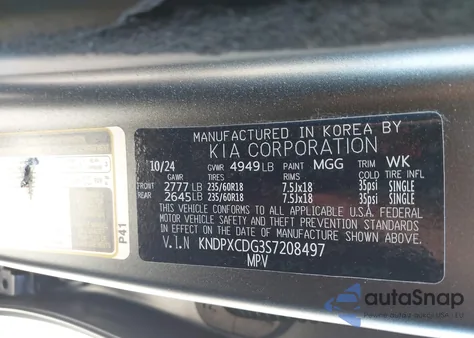 MANUFACTURED IN KOREA BY
KIA CORPORATION
10/24 GVWR 4949 LB PAINT MGG TRIM WK
GAWR TIRES RIMS COLD TIRE INFL
FRONT 2777 LB 235/60R18 7.5Jx18 35psi SINGLE
REAR 2645 LB 235/60R18 7.5Jx18 35psi SINGLE
THIS VEHICLE CONFORMS TO ALL APPLICABLE U.S.A. FEDERAL
MOTOR VEHICLE SAFETY AND THEFT PREVENTION STANDARDS
IN EFFECT ON THE DATE OF MANUFACTURE SHOWN ABOVE.
V.I.N KNDPXCDG3S7208497
MPV
P41
autoSnap